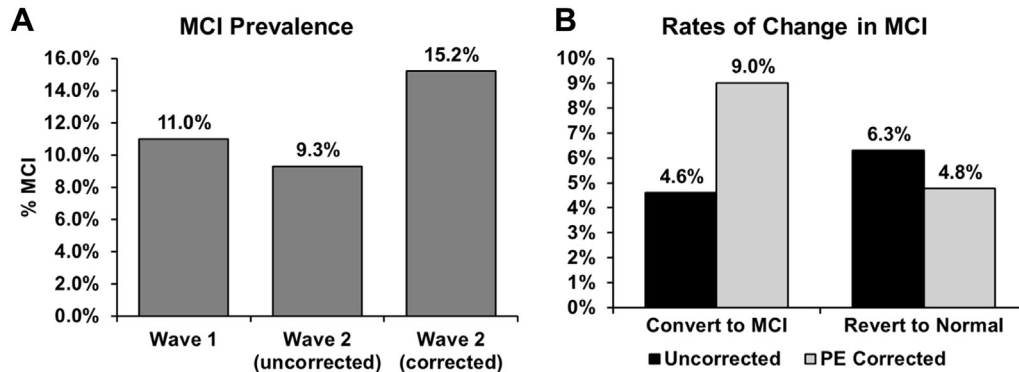 A
MCI Prevalence
% MCI
16.0%
14.0%
12.0%
10.0%
8.0%
6.0%
4.0%
2.0%
0.0%
11.0%
9.3%
15.2%
Wave 1
Wave 2
(uncorrected)
Wave 2
(corrected)
B
Rates of Change in MCI
10%
9%
8%
7%
6%
5%
4%
3%
2%
1%
0%
4.6%
9.0%
6.3%
4.8%
Convert to MCI
Revert to Normal
Uncorrected
PE Corrected